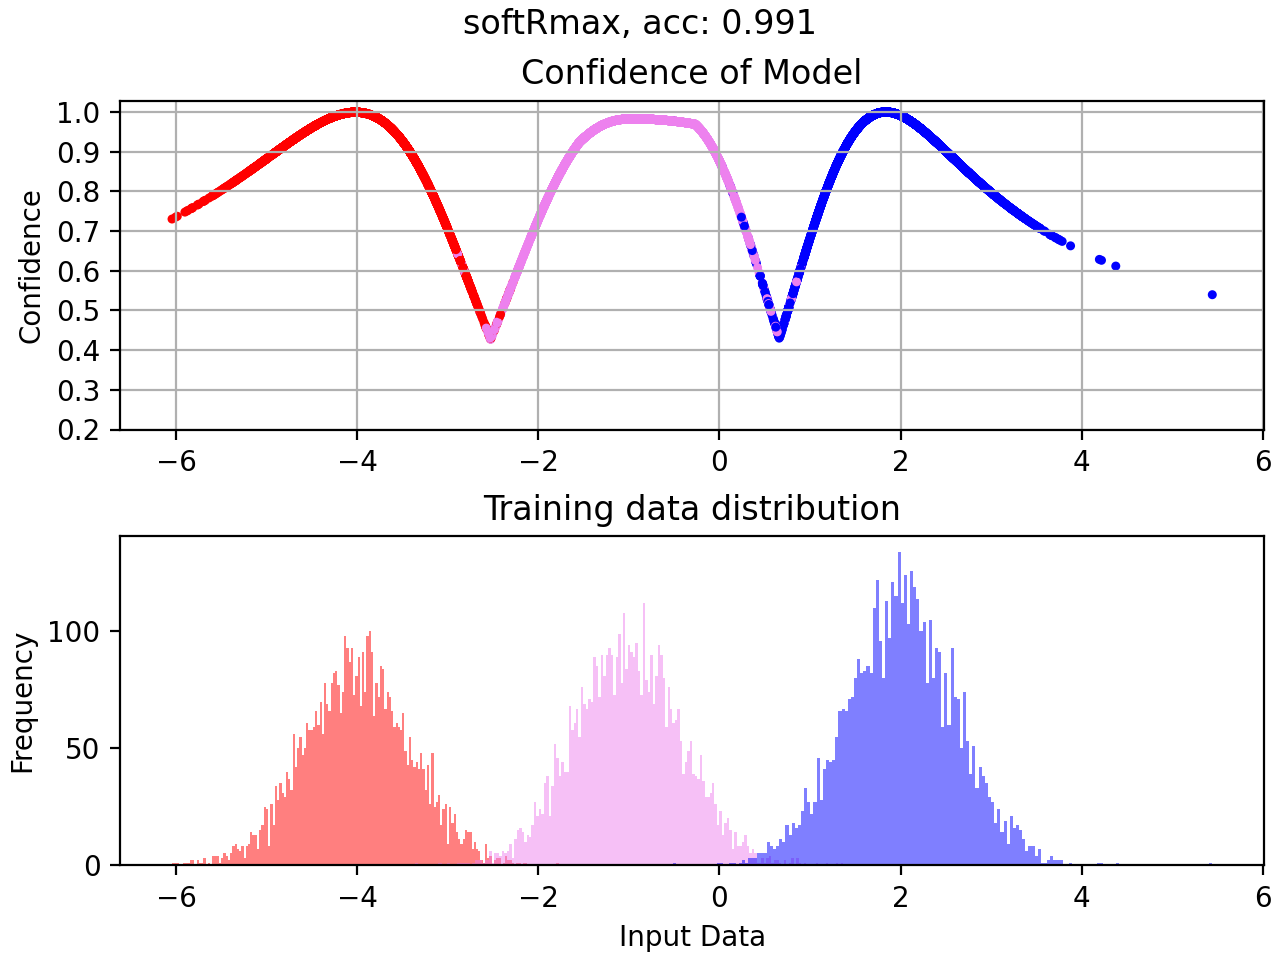 softRmax, acc: 0.991
Confidence of Model
Confidence
1.0
0.9
0.8
0.7
0.6
0.5
0.4
0.3
0.2
−6 −4 −2 0 2 4 6
Training data distribution
Frequency
100
50
0
−6 −4 −2 0 2 4 6
Input Data